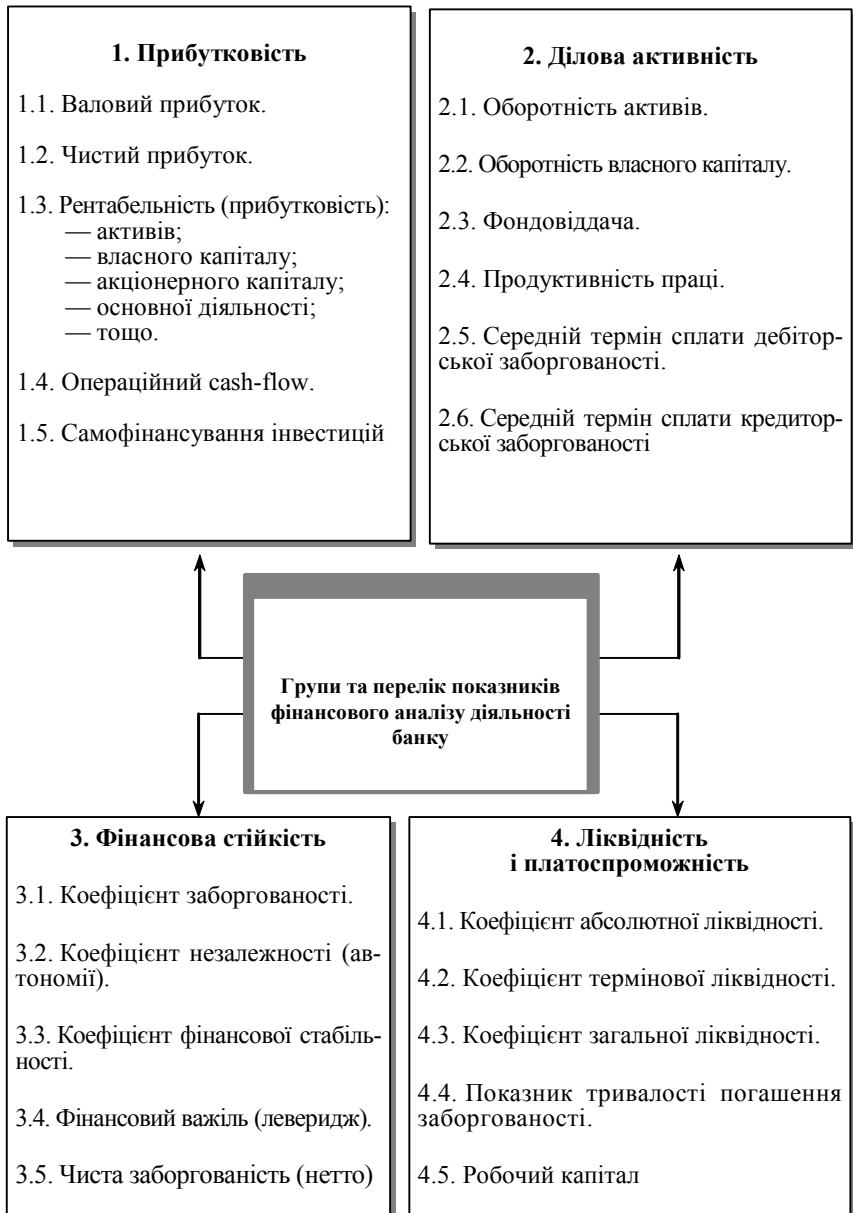 1. Прибутковість
1.1. Валовий прибуток.
1.2. Чистий прибуток.
1.3. Рентабельність (прибутковість):
— активів;
— власного капіталу;
— акціонерного капіталу;
— основної діяльності;
— тощо.
1.4. Операційний cash-flow.
1.5. Самофінансування інвестицій
2. Ділова активність
2.1. Оборотність активів.
2.2. Оборотність власного капіталу.
2.3. Фондовіддача.
2.4. Продуктивність праці.
2.5. Середній термін сплати дебітор-
ської заборгованості.
2.6. Середній термін сплати кредитор-
ської заборгованості
Групи та перелік показників
фінансового аналізу діяльності
банку
3. Фінансова стійкість
3.1. Коефіцієнт заборгованості.
3.2. Коефіцієнт незалежності (ав-
тономії).
3.3. Коефіцієнт фінансової стабіль-
ності.
3.4. Фінансовий важіль (леверидж).
3.5. Чиста заборгованість (нетто)
4. Ліквідність
і платоспроможність
4.1. Коефіцієнт абсолютної ліквідності.
4.2. Коефіцієнт термінової ліквідності.
4.3. Коефіцієнт загальної ліквідності.
4.4. Показник тривалості погашення
заборгованості.
4.5. Робочий капітал